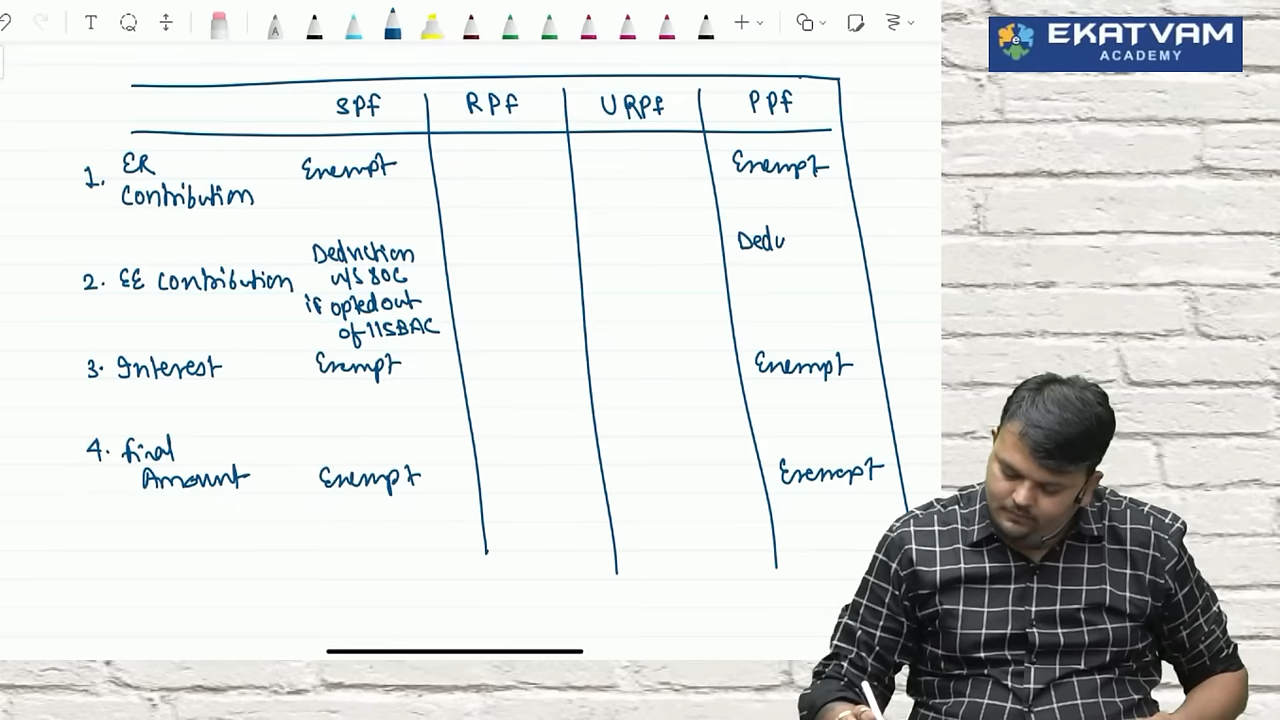 T
A
EKATVAM
ACADEMY
SPf
RPf
URPf
PPf
1. ER
Contribution
Exempt
Exempt
2. EE Contribution
Deduction
u/s 80C
if opted out
of 115BAC
Dedu
3. Interest
Exempt
Exempt
4. final
Amount
Exempt
Exempt